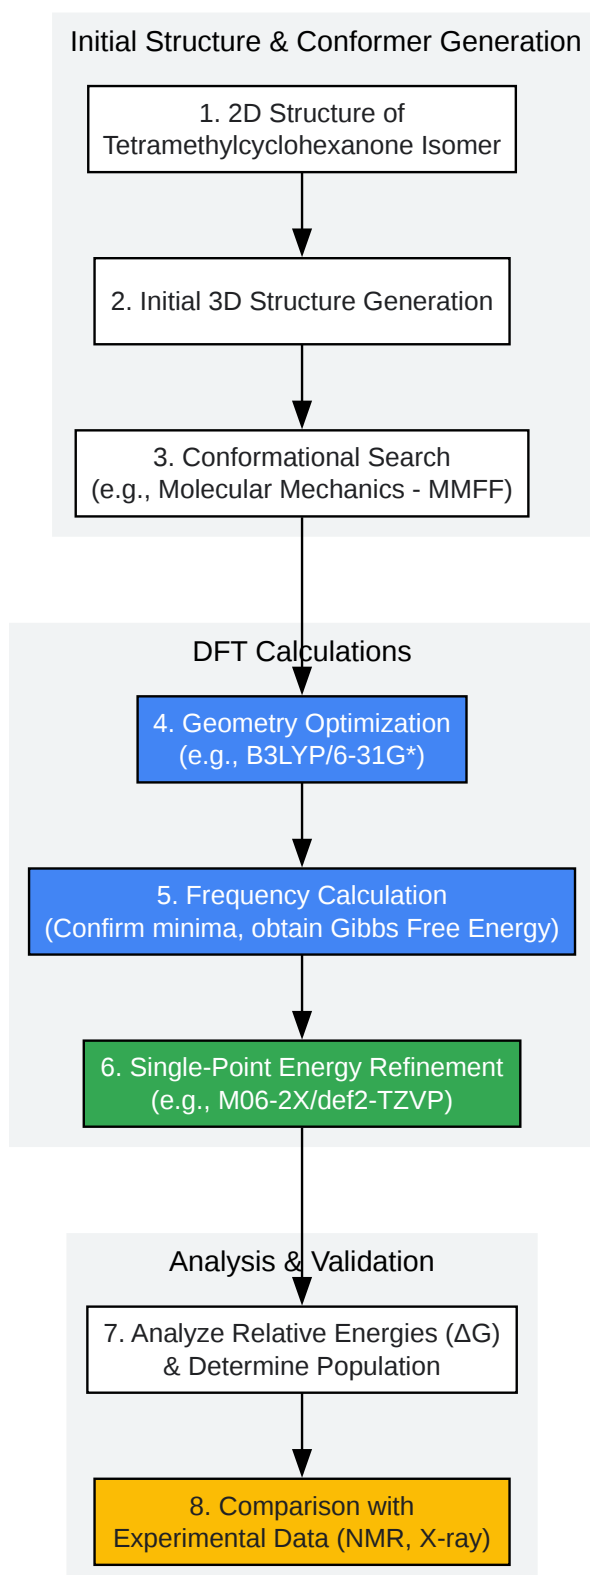 Initial Structure & Conformer Generation
1. 2D Structure of
Tetramethylcyclohexanone Isomer
2. Initial 3D Structure Generation
3. Conformational Search
(e.g., Molecular Mechanics - MMFF)
DFT Calculations
4. Geometry Optimization
(e.g., B3LYP/6-31G*)
5. Frequency Calculation
(Confirm minima, obtain Gibbs Free Energy)
6. Single-Point Energy Refinement
(e.g., M06-2X/def2-TZVP)
Analysis & Validation
7. Analyze Relative Energies (ΔG)
& Determine Population
8. Comparison with
Experimental Data (NMR, X-ray)